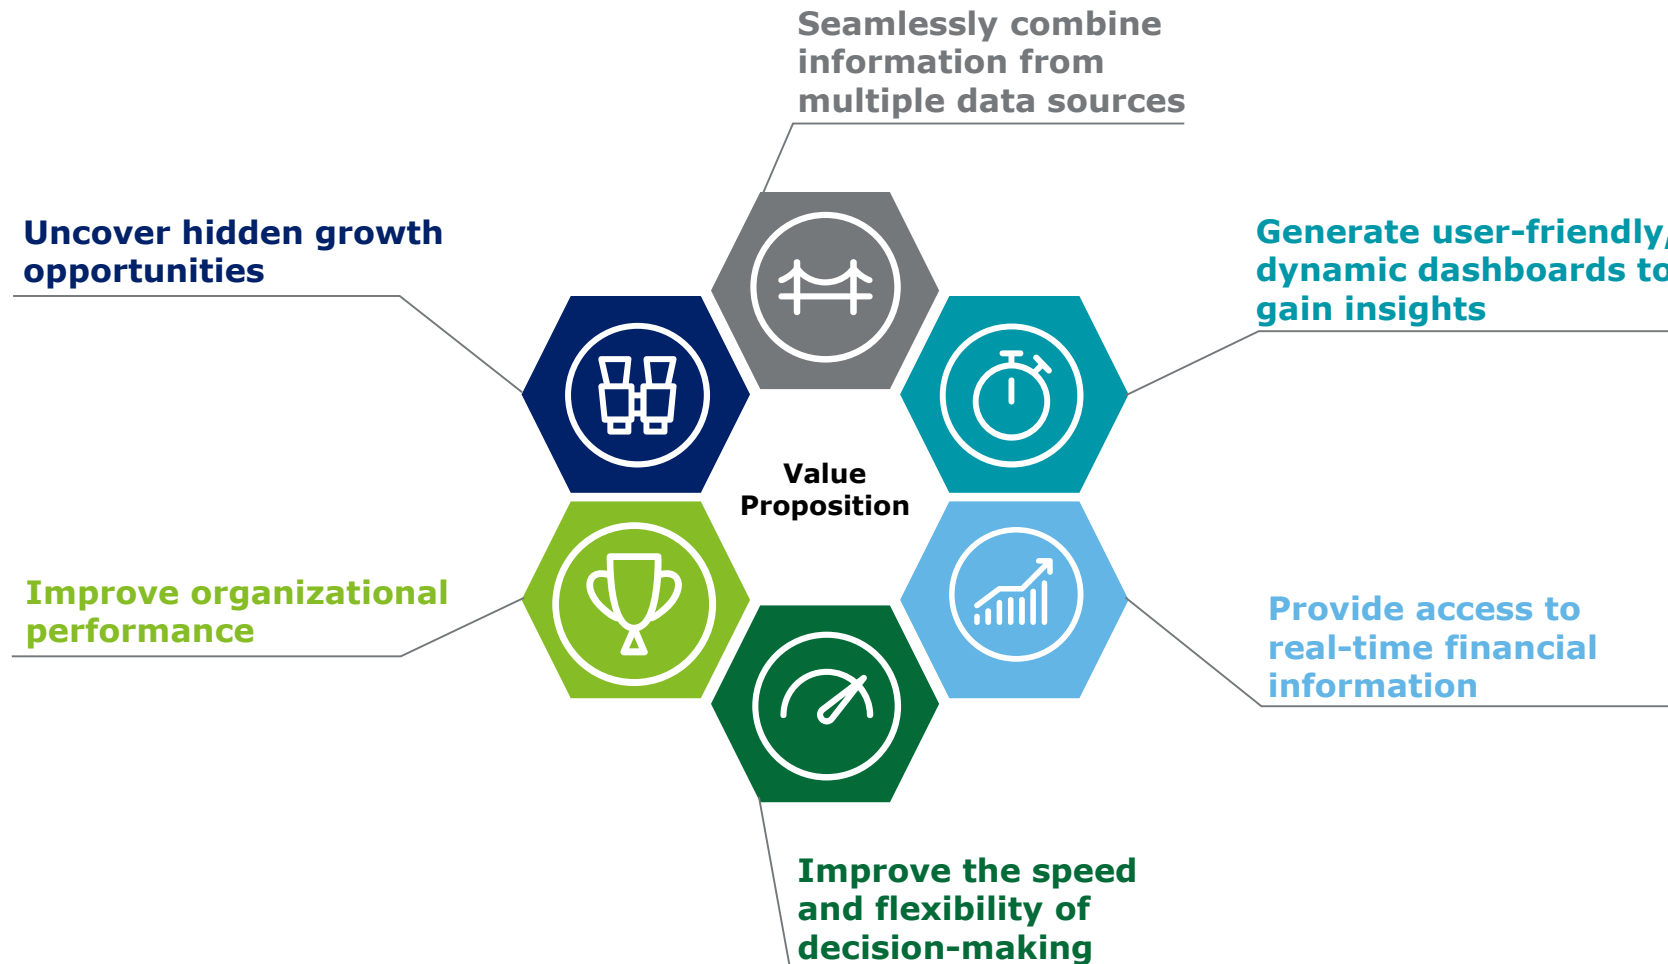 Seamlessly combine
information from
multiple data sources
Uncover hidden growth
opportunities
Generate user-friendly,
dynamic dashboards to
gain insights
Value
Proposition
Improve organizational
performance
Provide access to
real-time financial
information
Improve the speed
and flexibility of
decision-making